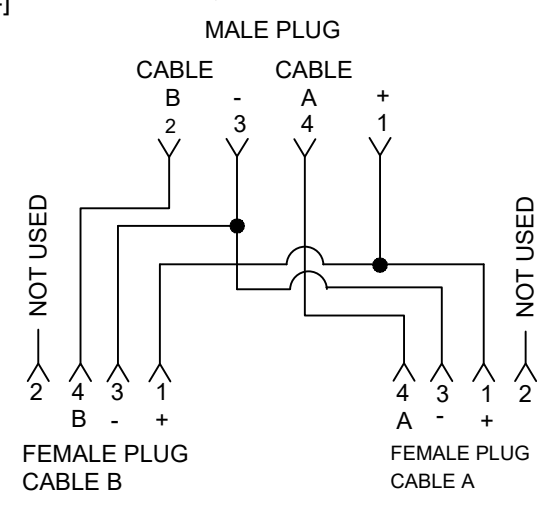 MALE PLUG
CABLE CABLE
B - A +
2 3 4 1
NOT USED
NOT USED
2 4 3 1
B - +
FEMALE PLUG
CABLE B
4 3 1 2
A - +
FEMALE PLUG
CABLE A